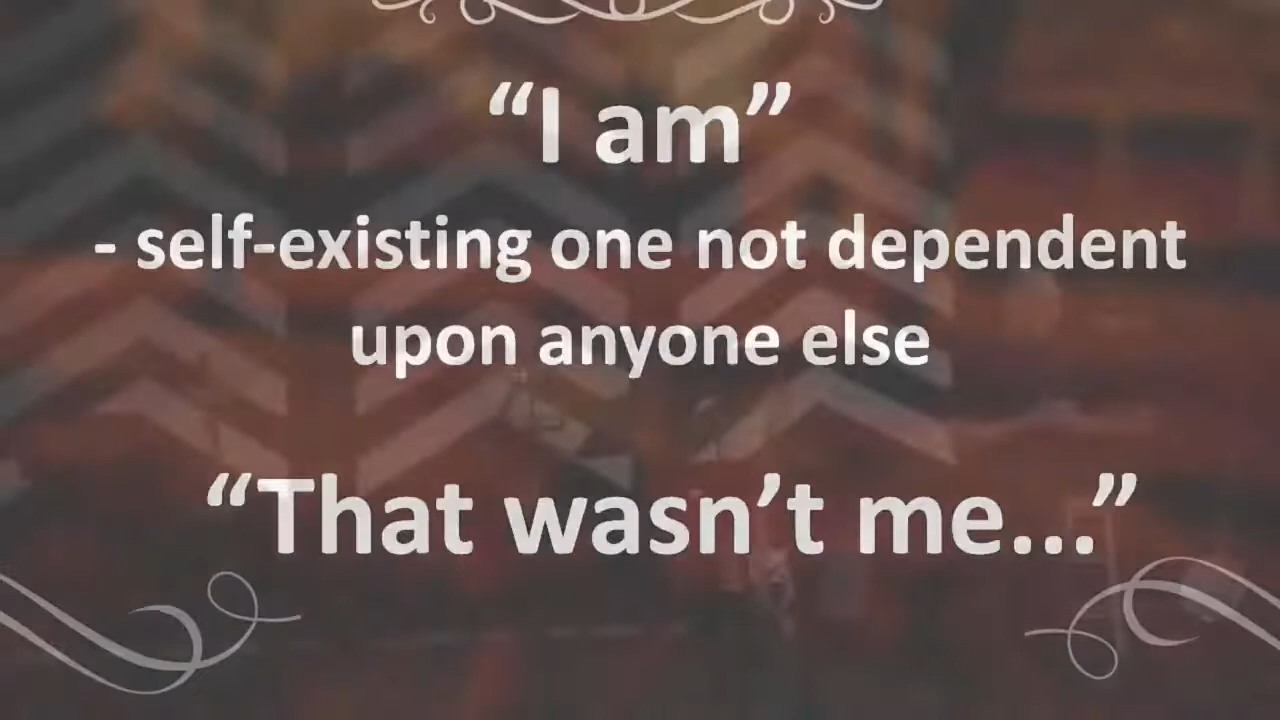 “I am”
- self-existing one not dependent
upon anyone else
“That wasn’t me...”